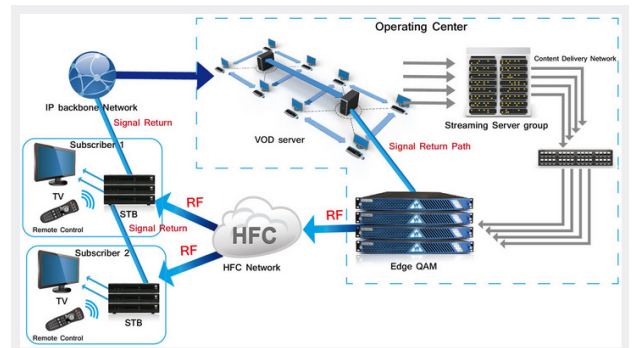 Operating Center
Content Delivery Network
IP backbone Network
Signal Return
VOD server
Streaming Server group
Signal Return Path
Subscriber 1
TV
STB
Remote Control
RF
Signal Return
HFC
RF
HFC Network
RF
Edge QAM
Subscriber 2
TV
STB
Remote Control